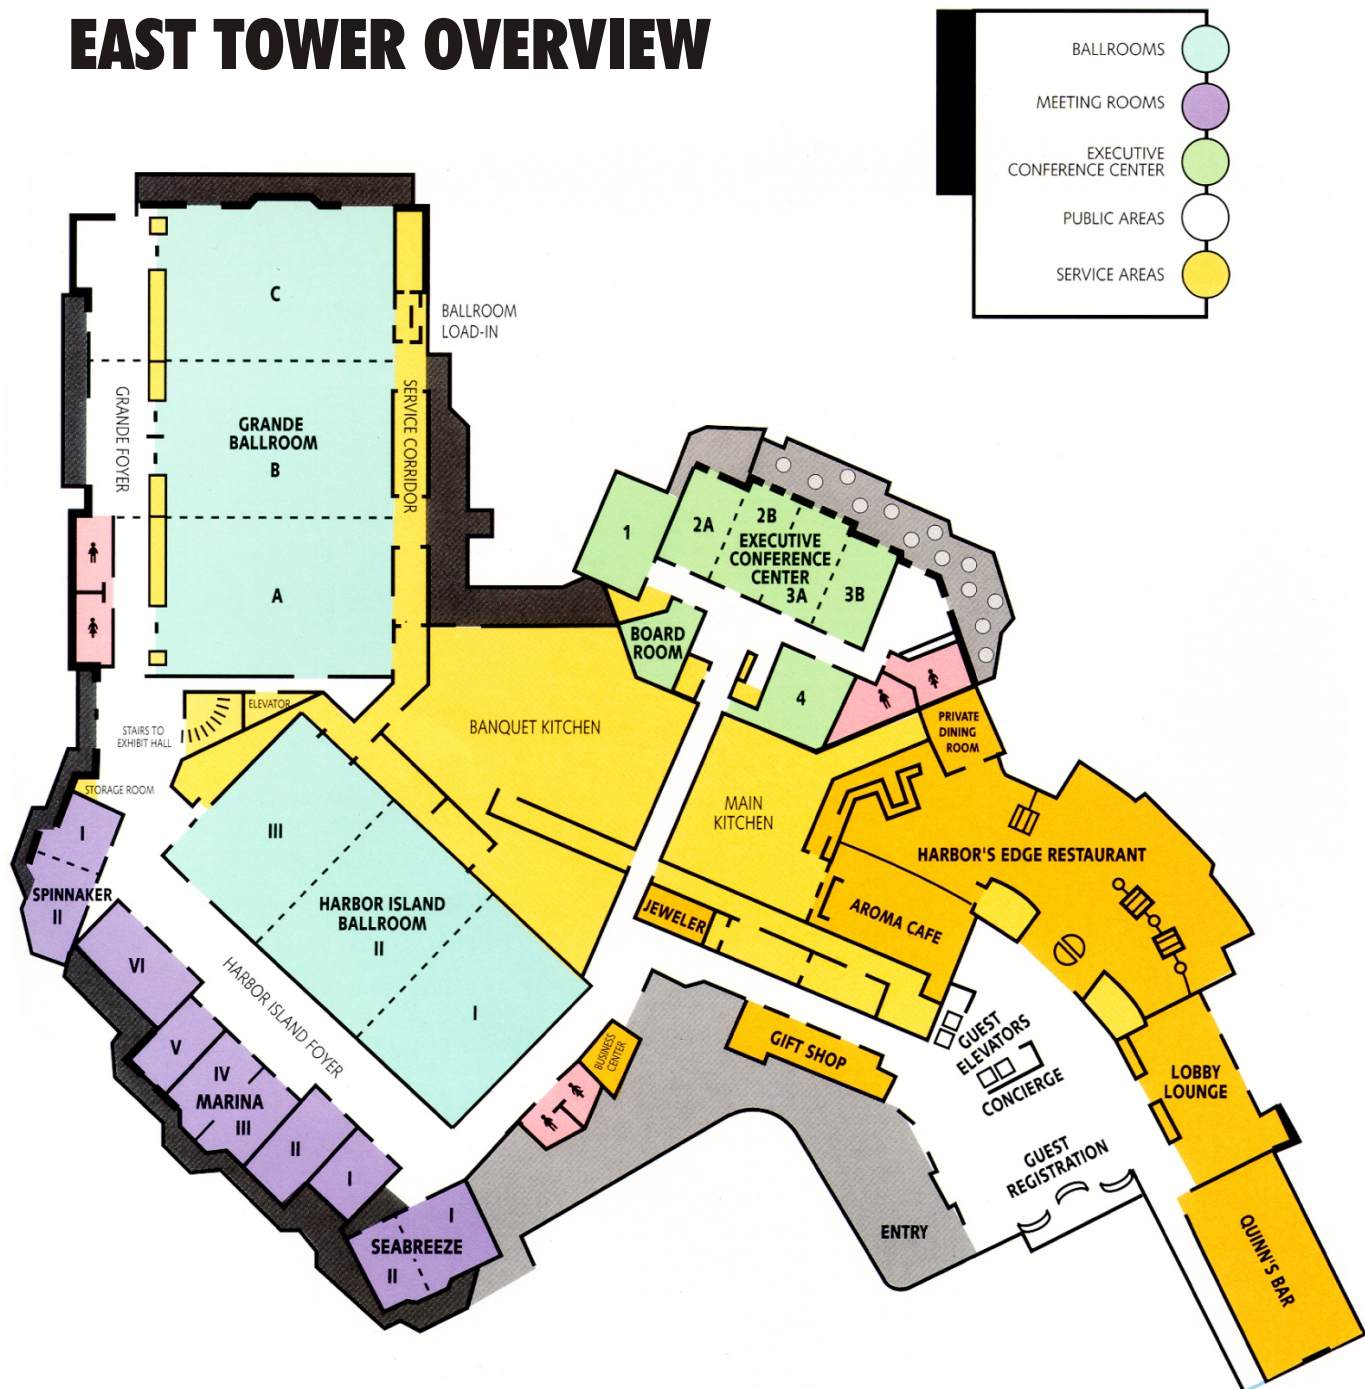 EAST TOWER OVERVIEW
BALLROOMS
MEETING ROOMS
EXECUTIVE
CONFERENCE CENTER
PUBLIC AREAS
SERVICE AREAS
C
BALLROOM
LOAD-IN
GRANDE FOYER
GRANDE
BALLROOM
B
SERVICE CORRIDOR
A
1
2A
2B
EXECUTIVE
CONFERENCE
CENTER
3A
3B
BOARD
ROOM
4
ELEVATOR
STAIRS TO
EXHIBIT HALL
BANQUET KITCHEN
PRIVATE
DINING
ROOM
STORAGE ROOM
MAIN
KITCHEN
I
SPINNAKER
II
III
HARBOR ISLAND
BALLROOM
II
I
HARBOR'S EDGE RESTAURANT
JEWELER
AROMA CAFE
VI
HARBOR ISLAND FOYER
V
IV
MARINA
III
II
I
BUSINESS
CENTER
GIFT SHOP
GUEST
ELEVATORS
CONCIERGE
LOBBY
LOUNGE
GUEST
REGISTRATION
I
SEABREEZE
II
ENTRY
QUINN'S BAR